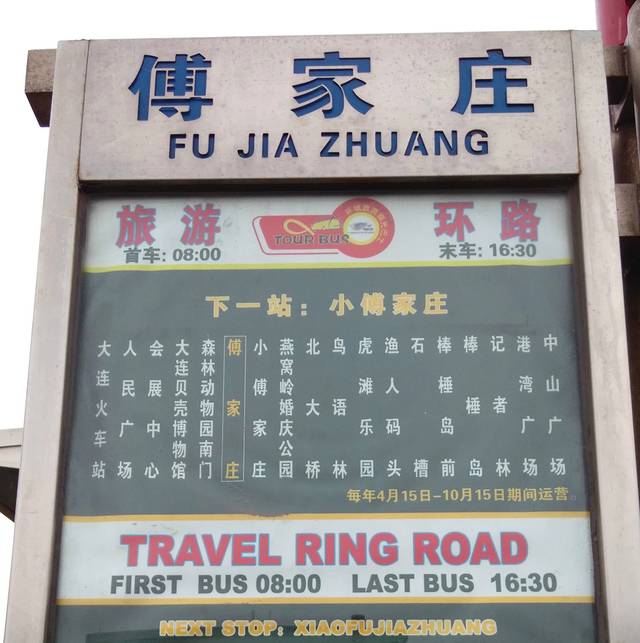 傅家庄
FU JIA ZHUANG
旅游
TOUR BUS
环路
首车: 08:00
末车: 16:30
下一站：小傅家庄
大连火车站
人民广场
会展中心
大连贝壳博物馆
森林动物园南门
傅家庄
小傅家庄
燕窝岭婚庆公园
北大桥
鸟语林
虎滩乐园
渔人码头
石槽
棒棰岛前
棒棰岛
记者林
港湾广场
中山广场
每年4月15日-10月15日期间运营。
TRAVEL RING ROAD
FIRST BUS 08:00 LAST BUS 16:30
NEXT STOP: XIAOFUJIAZHUANG